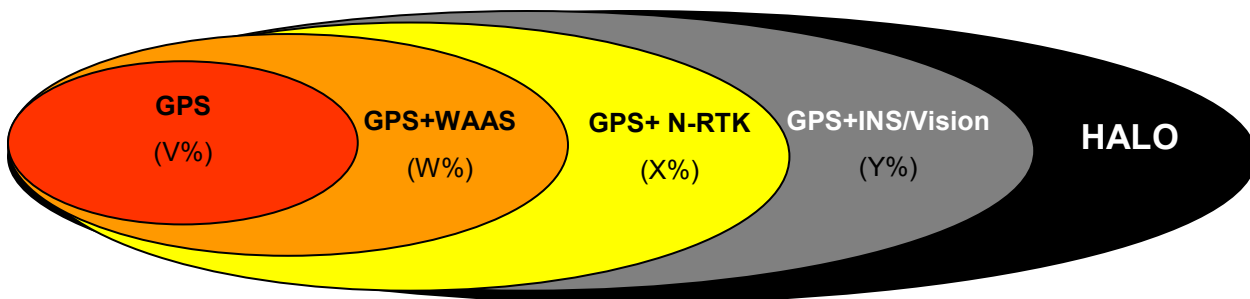 GPS
(V%)
GPS+WAAS
(W%)
GPS+ N-RTK
(X%)
GPS+INS/Vision
(Y%)
HALO